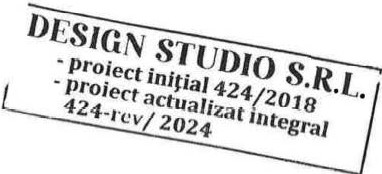 DESIGN STUDIO S.R.L.
- proiect inițial 424/2018
- proiect actualizat integral
424-rev/ 2024